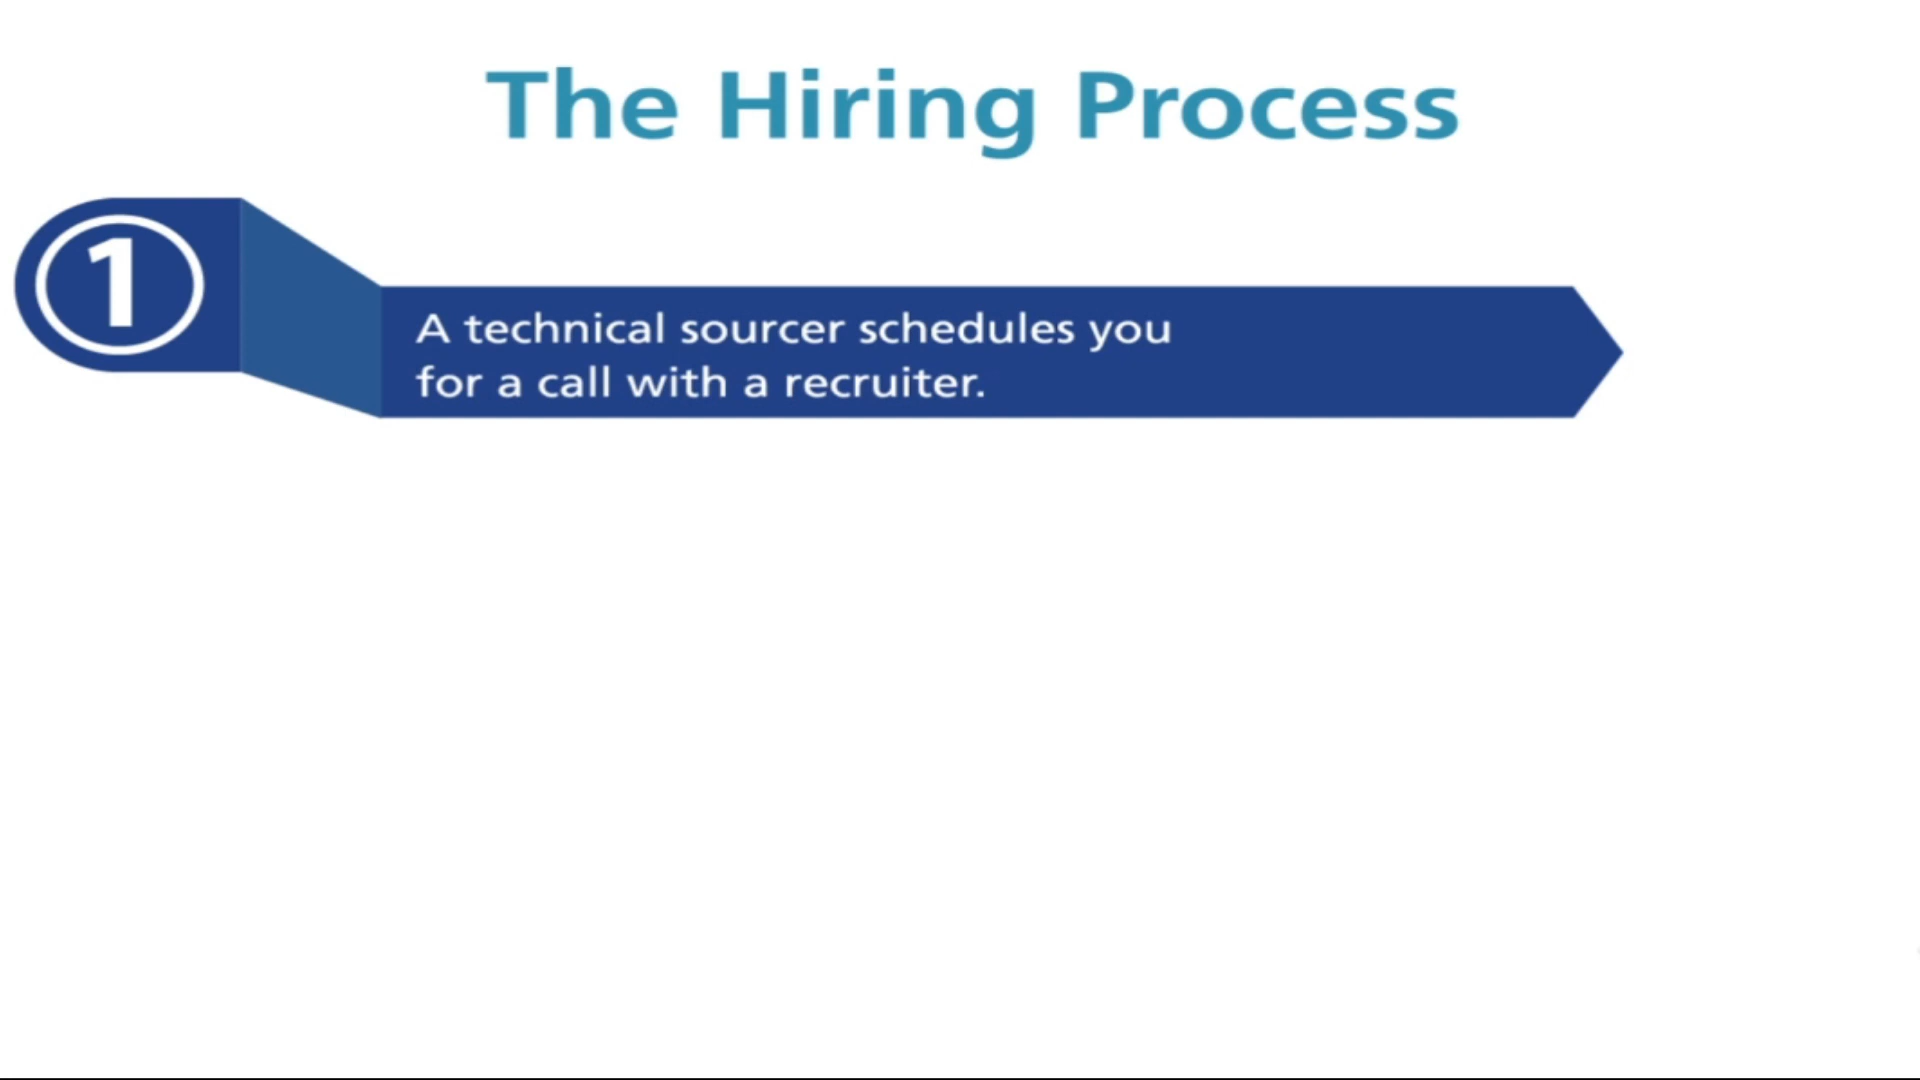 The Hiring Process
1
A technical sourcer schedules you
for a call with a recruiter.